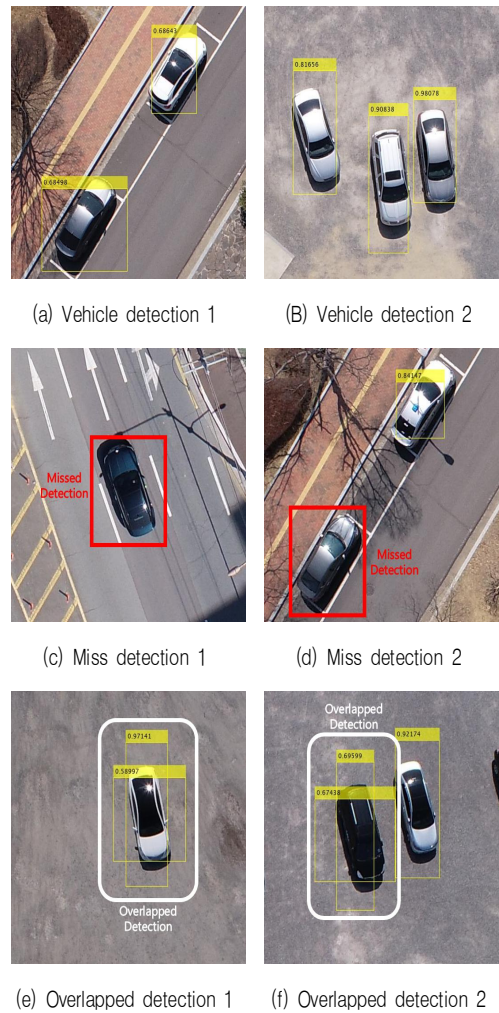 0.68643
0.68498
0.81656
0.90838
0.98078
(a) Vehicle detection 1
(B) Vehicle detection 2
Missed
Detection
0.84147
Missed
Detection
(c) Miss detection 1
(d) Miss detection 2
0.97141
0.58997
Overlapped
Detection
Overlapped
Detection
0.69599
0.92174
0.67438
(e) Overlapped detection 1
(f) Overlapped detection 2